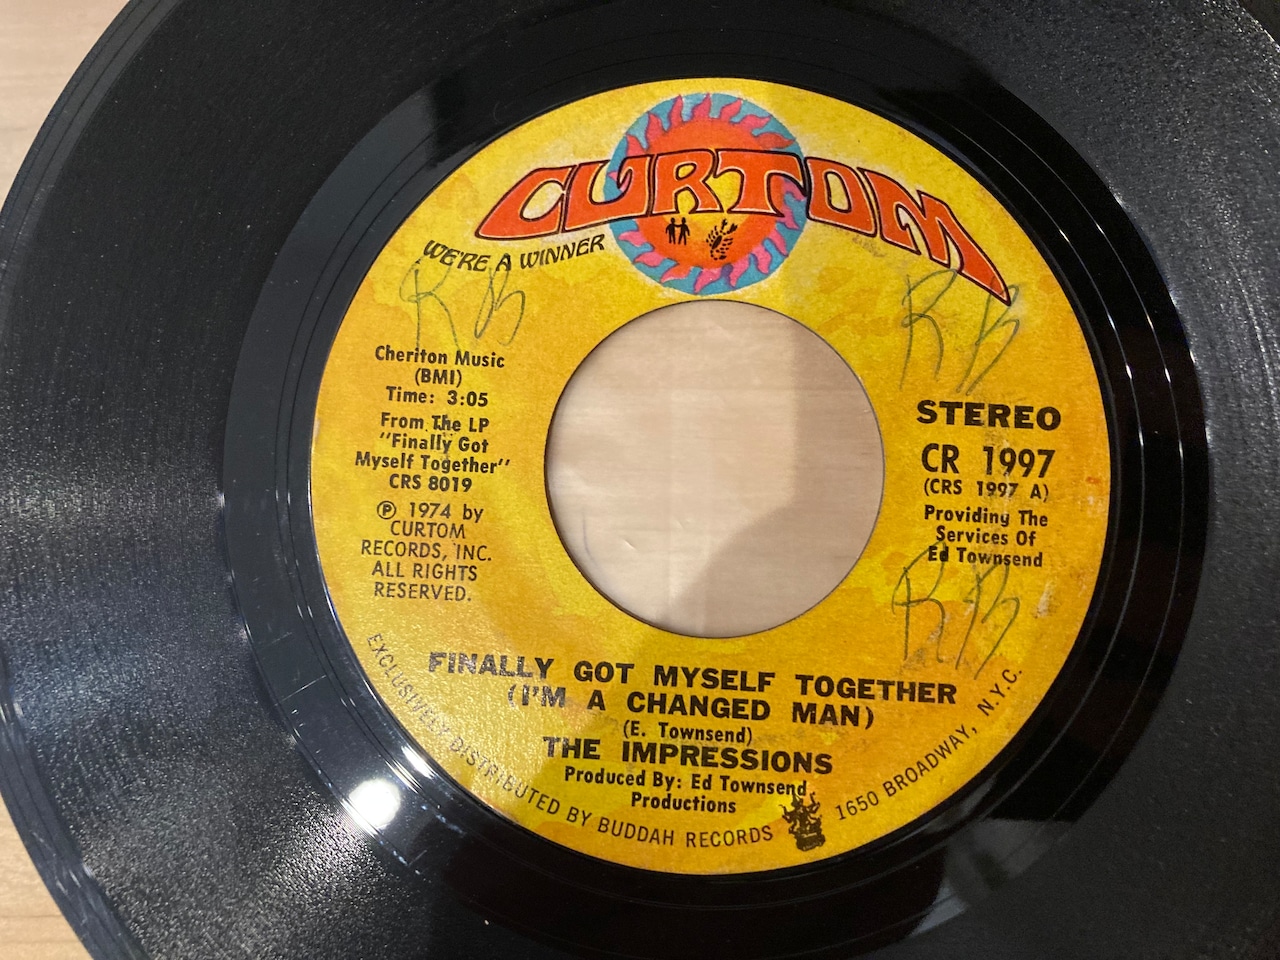 CURTOM
WE'RE A WINNER
RB
RB
Cheriton Music
(BMI)
Time: 3:05
From The LP
"Finally Got
Myself Together"
CRS 8019
℗ 1974 by
CURTOM
RECORDS, INC.
ALL RIGHTS
RESERVED.
STEREO
CR 1997
(CRS 1997 A)
Providing The
Services Of
Ed Townsend
RB
FINALLY GOT MYSELF TOGETHER
(I'M A CHANGED MAN)
(E. Townsend)
THE IMPRESSIONS
Produced By: Ed Townsend
Productions
EXCLUSIVELY DISTRIBUTED BY BUDDAH RECORDS 1650 BROADWAY, N.Y.C.